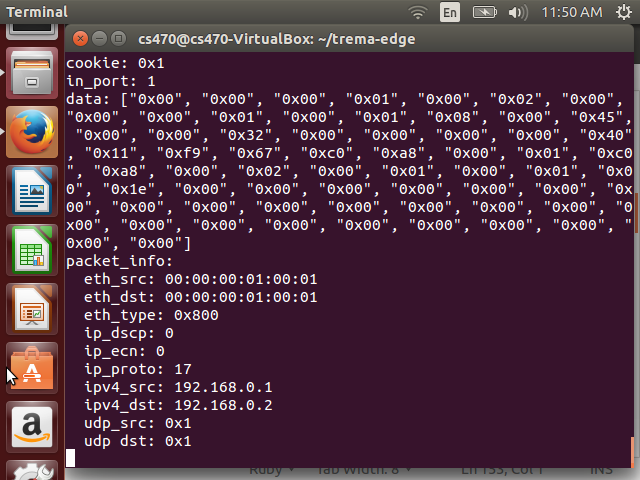 Terminal
En
11:50 AM
cs470@cs470-VirtualBox: ~/trema-edge
cookie: 0x1
in_port: 1
data: ["0x00", "0x00", "0x00", "0x01", "0x00", "0x02", "0x00",
"0x00", "0x00", "0x01", "0x00", "0x01", "0x08", "0x00", "0x45",
"0x00", "0x00", "0x32", "0x00", "0x00", "0x00", "0x00", "0x40"
, "0x11", "0xf9", "0x67", "0xc0", "0xa8", "0x00", "0x01", "0xc0
", "0xa8", "0x00", "0x02", "0x00", "0x01", "0x00", "0x01", "0x0
0", "0x1e", "0x00", "0x00", "0x00", "0x00", "0x00", "0x00", "0x
00", "0x00", "0x00", "0x00", "0x00", "0x00", "0x00", "0x00", "0
x00", "0x00", "0x00", "0x00", "0x00", "0x00", "0x00", "0x00", "
0x00", "0x00"]
packet_info:
eth_src: 00:00:00:01:00:01
eth_dst: 00:00:00:01:00:01
eth_type: 0x800
ip_dscp: 0
ip_ecn: 0
ip_proto: 17
ipv4_src: 192.168.0.1
ipv4_dst: 192.168.0.2
udp_src: 0x1
udp dst: 0x1
Ruby
Tab Width: 8
Ln 153, Col 1
INS